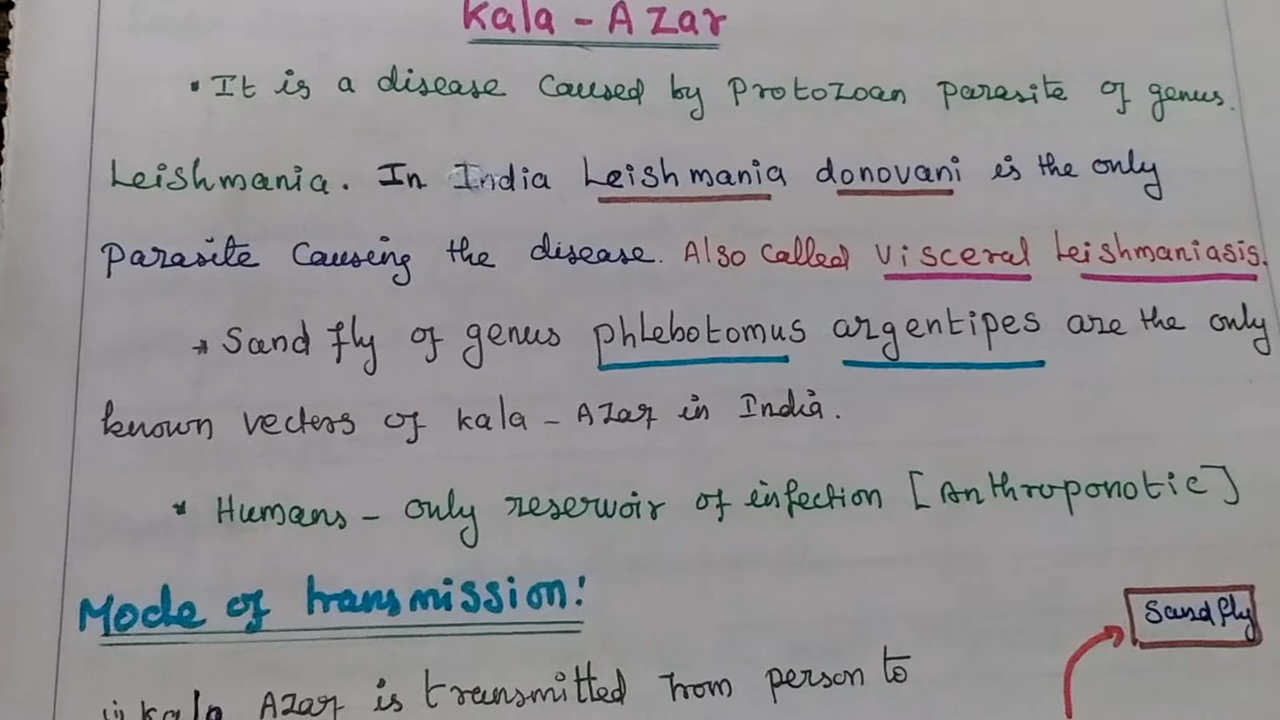 Kala - Azar
• It is a disease caused by Protozoan parasite of genus.
Leishmania. In India Leishmania donovani is the only
parasite causing the disease. Also called Visceral Leishmaniasis.
→ Sand fly of genus phlebotomus argentipes are the only
known vectors of kala - Azar in India.
* Humans - only reservoir of infection [Anthroponotic]
Mode of transmission:
Sand fly
kala Azar is transmitted from person to